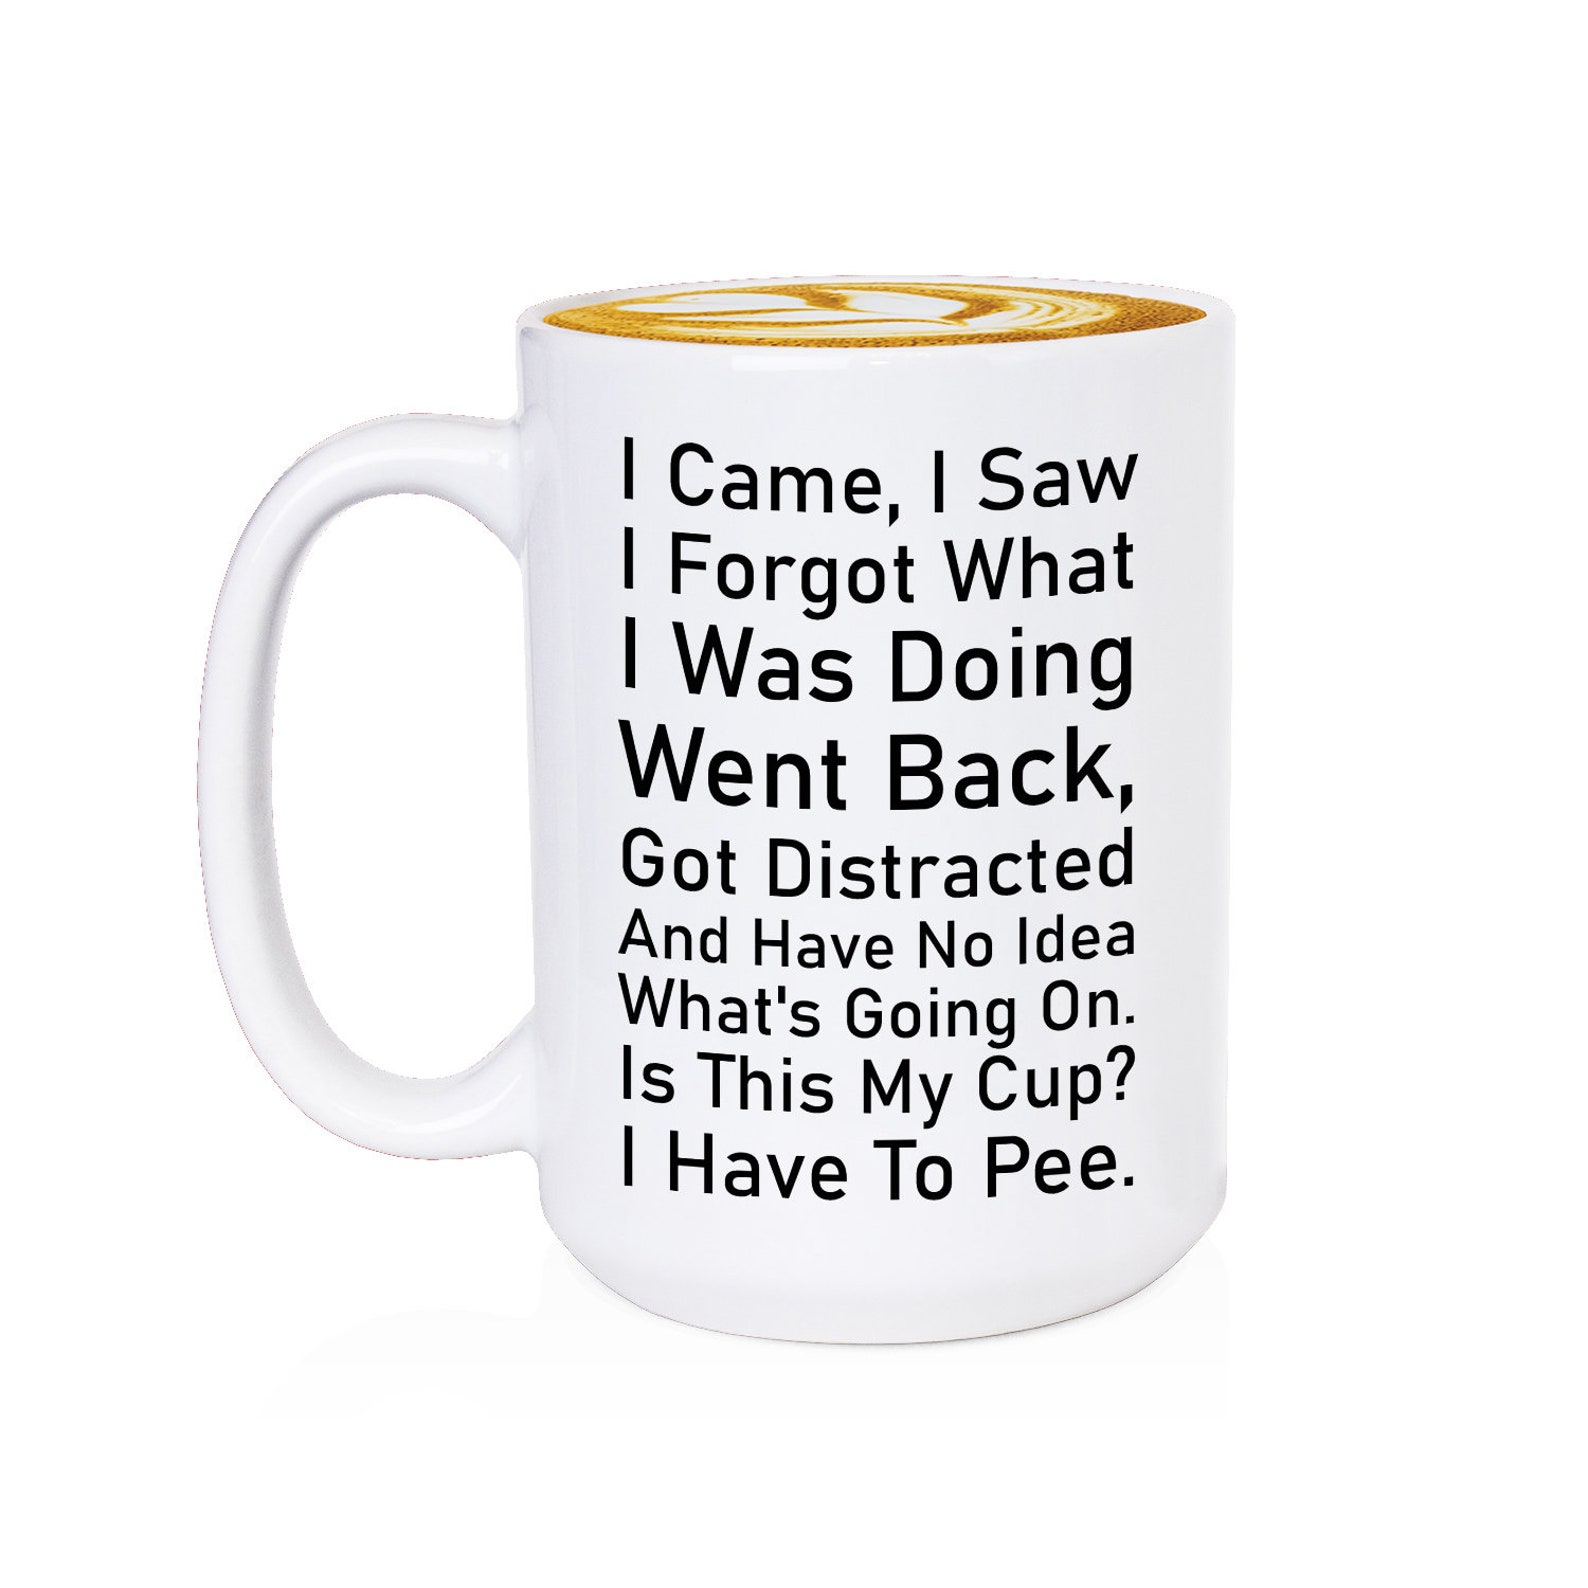 I Came, I Saw
I Forgot What
I Was Doing
Went Back,
Got Distracted
And Have No Idea
What's Going On.
Is This My Cup?
I Have To Pee.